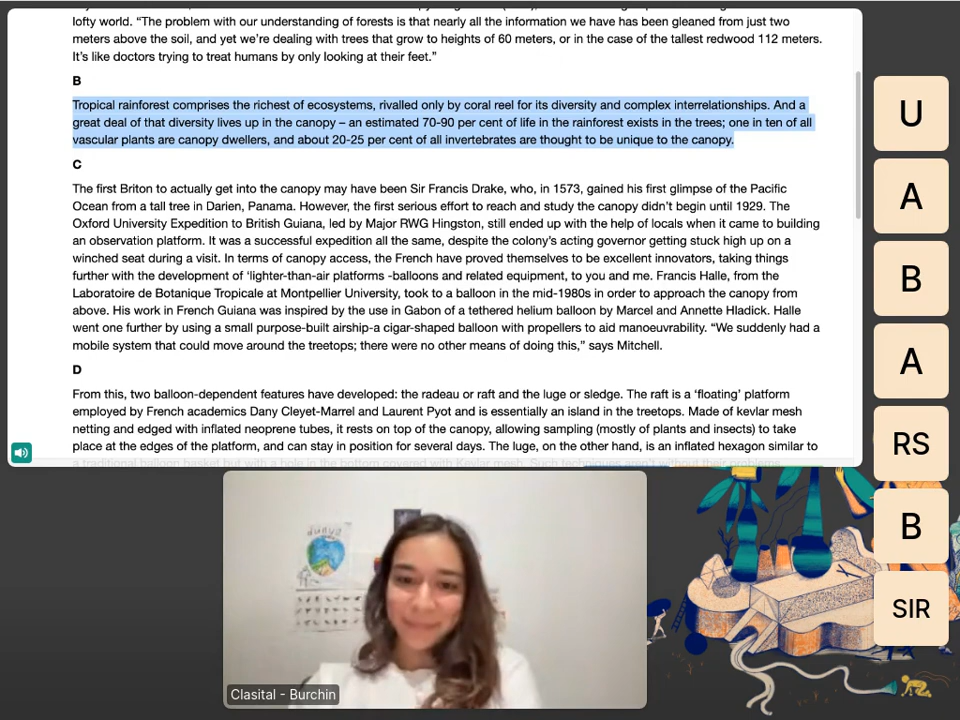 lofty world. “The problem with our understanding of forests is that nearly all the information we have has been gleaned from just two
meters above the soil, and yet we’re dealing with trees that grow to heights of 60 meters, or in the case of the tallest redwood 112 meters.
It’s like doctors trying to treat humans by only looking at their feet.”
B
Tropical rainforest comprises the richest of ecosystems, rivalled only by coral reel for its diversity and complex interrelationships. And a
great deal of that diversity lives up in the canopy – an estimated 70-90 per cent of life in the rainforest exists in the trees; one in ten of all
vascular plants are canopy dwellers, and about 20-25 per cent of all invertebrates are thought to be unique to the canopy.
C
The first Briton to actually get into the canopy may have been Sir Francis Drake, who, in 1573, gained his first glimpse of the Pacific
Ocean from a tall tree in Darien, Panama. However, the first serious effort to reach and study the canopy didn’t begin until 1929. The
Oxford University Expedition to British Guiana, led by Major RWG Hingston, still ended up with the help of locals when it came to building
an observation platform. It was a successful expedition all the same, despite the colony’s acting governor getting stuck high up on a
winched seat during a visit. In terms of canopy access, the French have proved themselves to be excellent innovators, taking things
further with the development of ‘lighter-than-air platforms -balloons and related equipment, to you and me. Francis Halle, from the
Laboratoire de Botanique Tropicale at Montpellier University, took to a balloon in the mid-1980s in order to approach the canopy from
above. His work in French Guiana was inspired by the use in Gabon of a tethered helium balloon by Marcel and Annette Hladick. Halle
went one further by using a small purpose-built airship-a cigar-shaped balloon with propellers to aid manoeuvrability. “We suddenly had a
mobile system that could move around the treetops; there were no other means of doing this,” says Mitchell.
D
From this, two balloon-dependent features have developed: the radeau or raft and the luge or sledge. The raft is a ‘floating’ platform
employed by French academics Dany Cleyet-Marrel and Laurent Pyot and is essentially an island in the treetops. Made of kevlar mesh
netting and edged with inflated neoprene tubes, it rests on top of the canopy, allowing sampling (mostly of plants and insects) to take
place at the edges of the platform, and can stay in position for several days. The luge, on the other hand, is an inflated hexagon similar to
a traditional balloon basket but with a hole in the bottom covered with Kevlar mesh. Such techniques aren’t without their problems,
U
A
B
A
RS
B
SIR
Clasital - Burchin